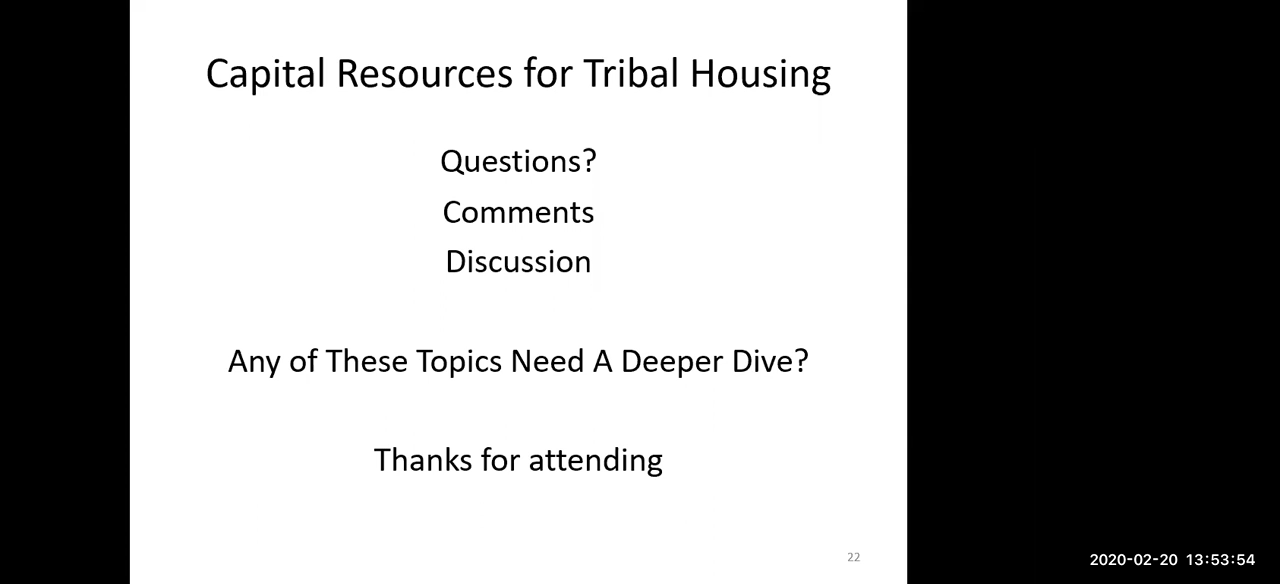 Capital Resources for Tribal Housing
Questions?
Comments
Discussion
Any of These Topics Need A Deeper Dive?
Thanks for attending
22
2020-02-20 13:53:54